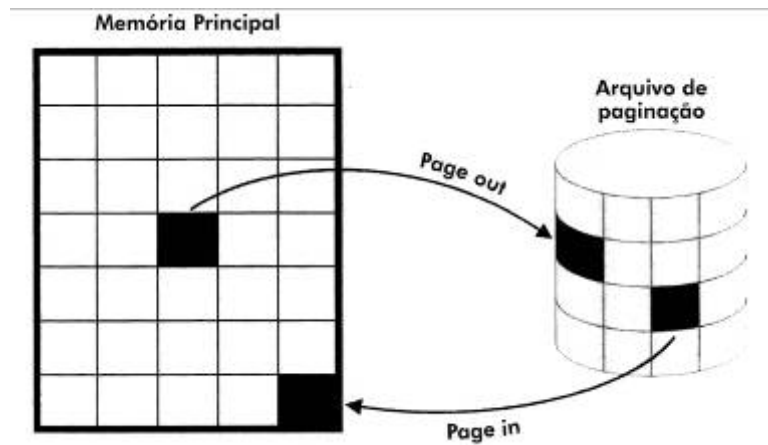 Memória Principal
Arquivo de
paginação
Page out
Page in